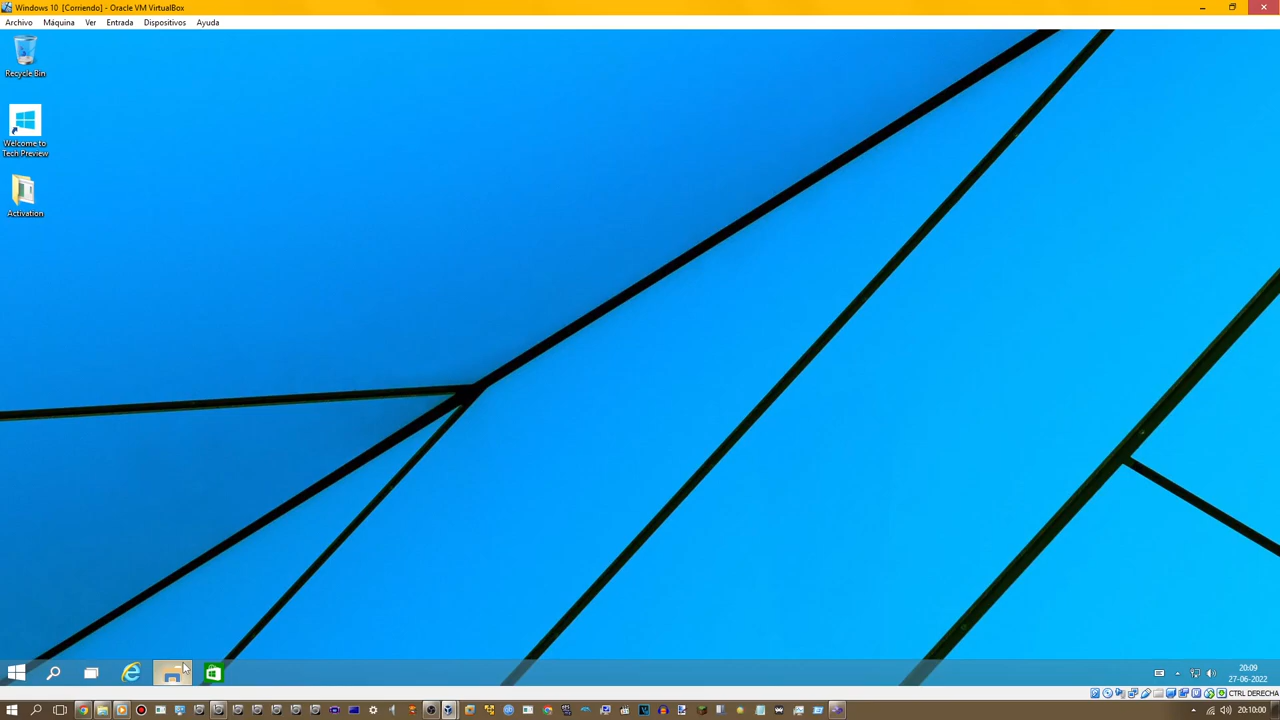 Windows 10 [Corriendo] - Oracle VM VirtualBox
Archivo Máquina Ver Entrada Dispositivos Ayuda
Recycle Bin
Welcome to
Tech Preview
Activation
20:09
27-06-2022
CTRL DERECHA
20:10:00